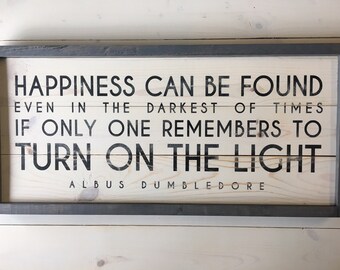 HAPPINESS CAN BE FOUND
EVEN IN THE DARKEST OF TIMES
IF ONLY ONE REMEMBERS TO
TURN ON THE LIGHT
ALBUS DUMBLEDORE